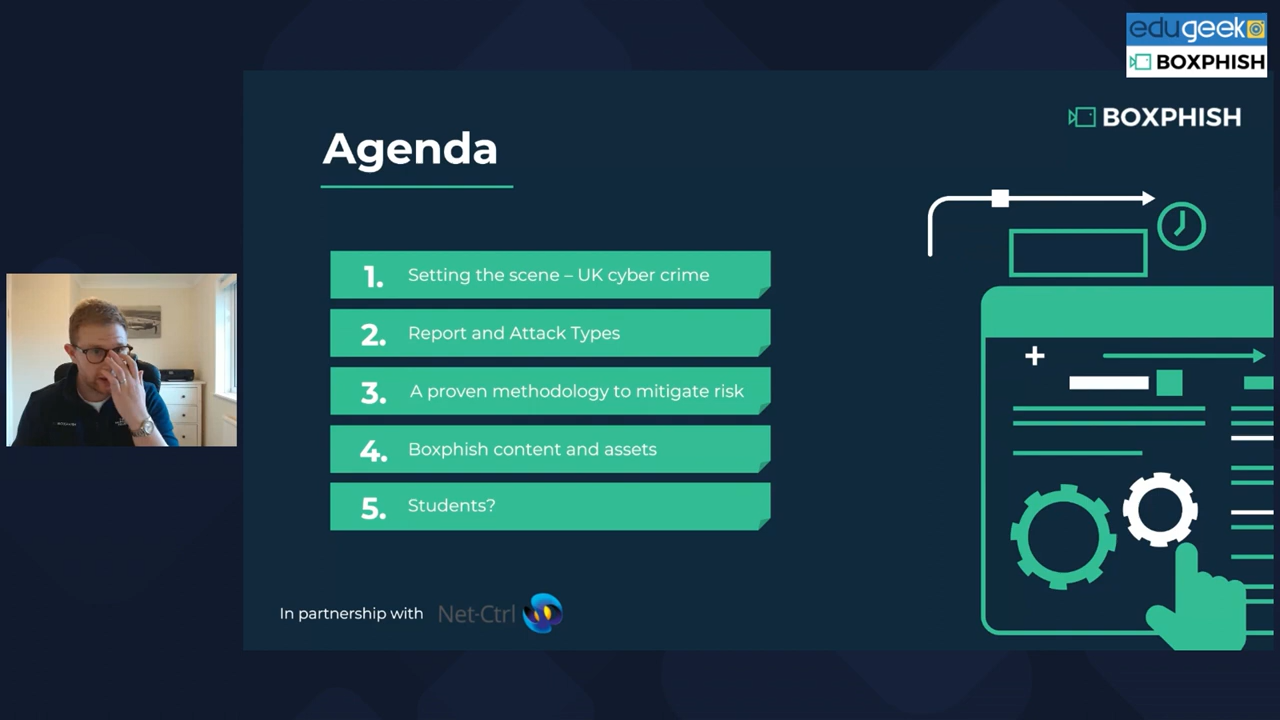 edugeek
BOXPHISH
BOXPHISH
Agenda
1. Setting the scene – UK cyber crime
2. Report and Attack Types
3. A proven methodology to mitigate risk
4. Boxphish content and assets
5. Students?
In partnership with Net-Ctrl